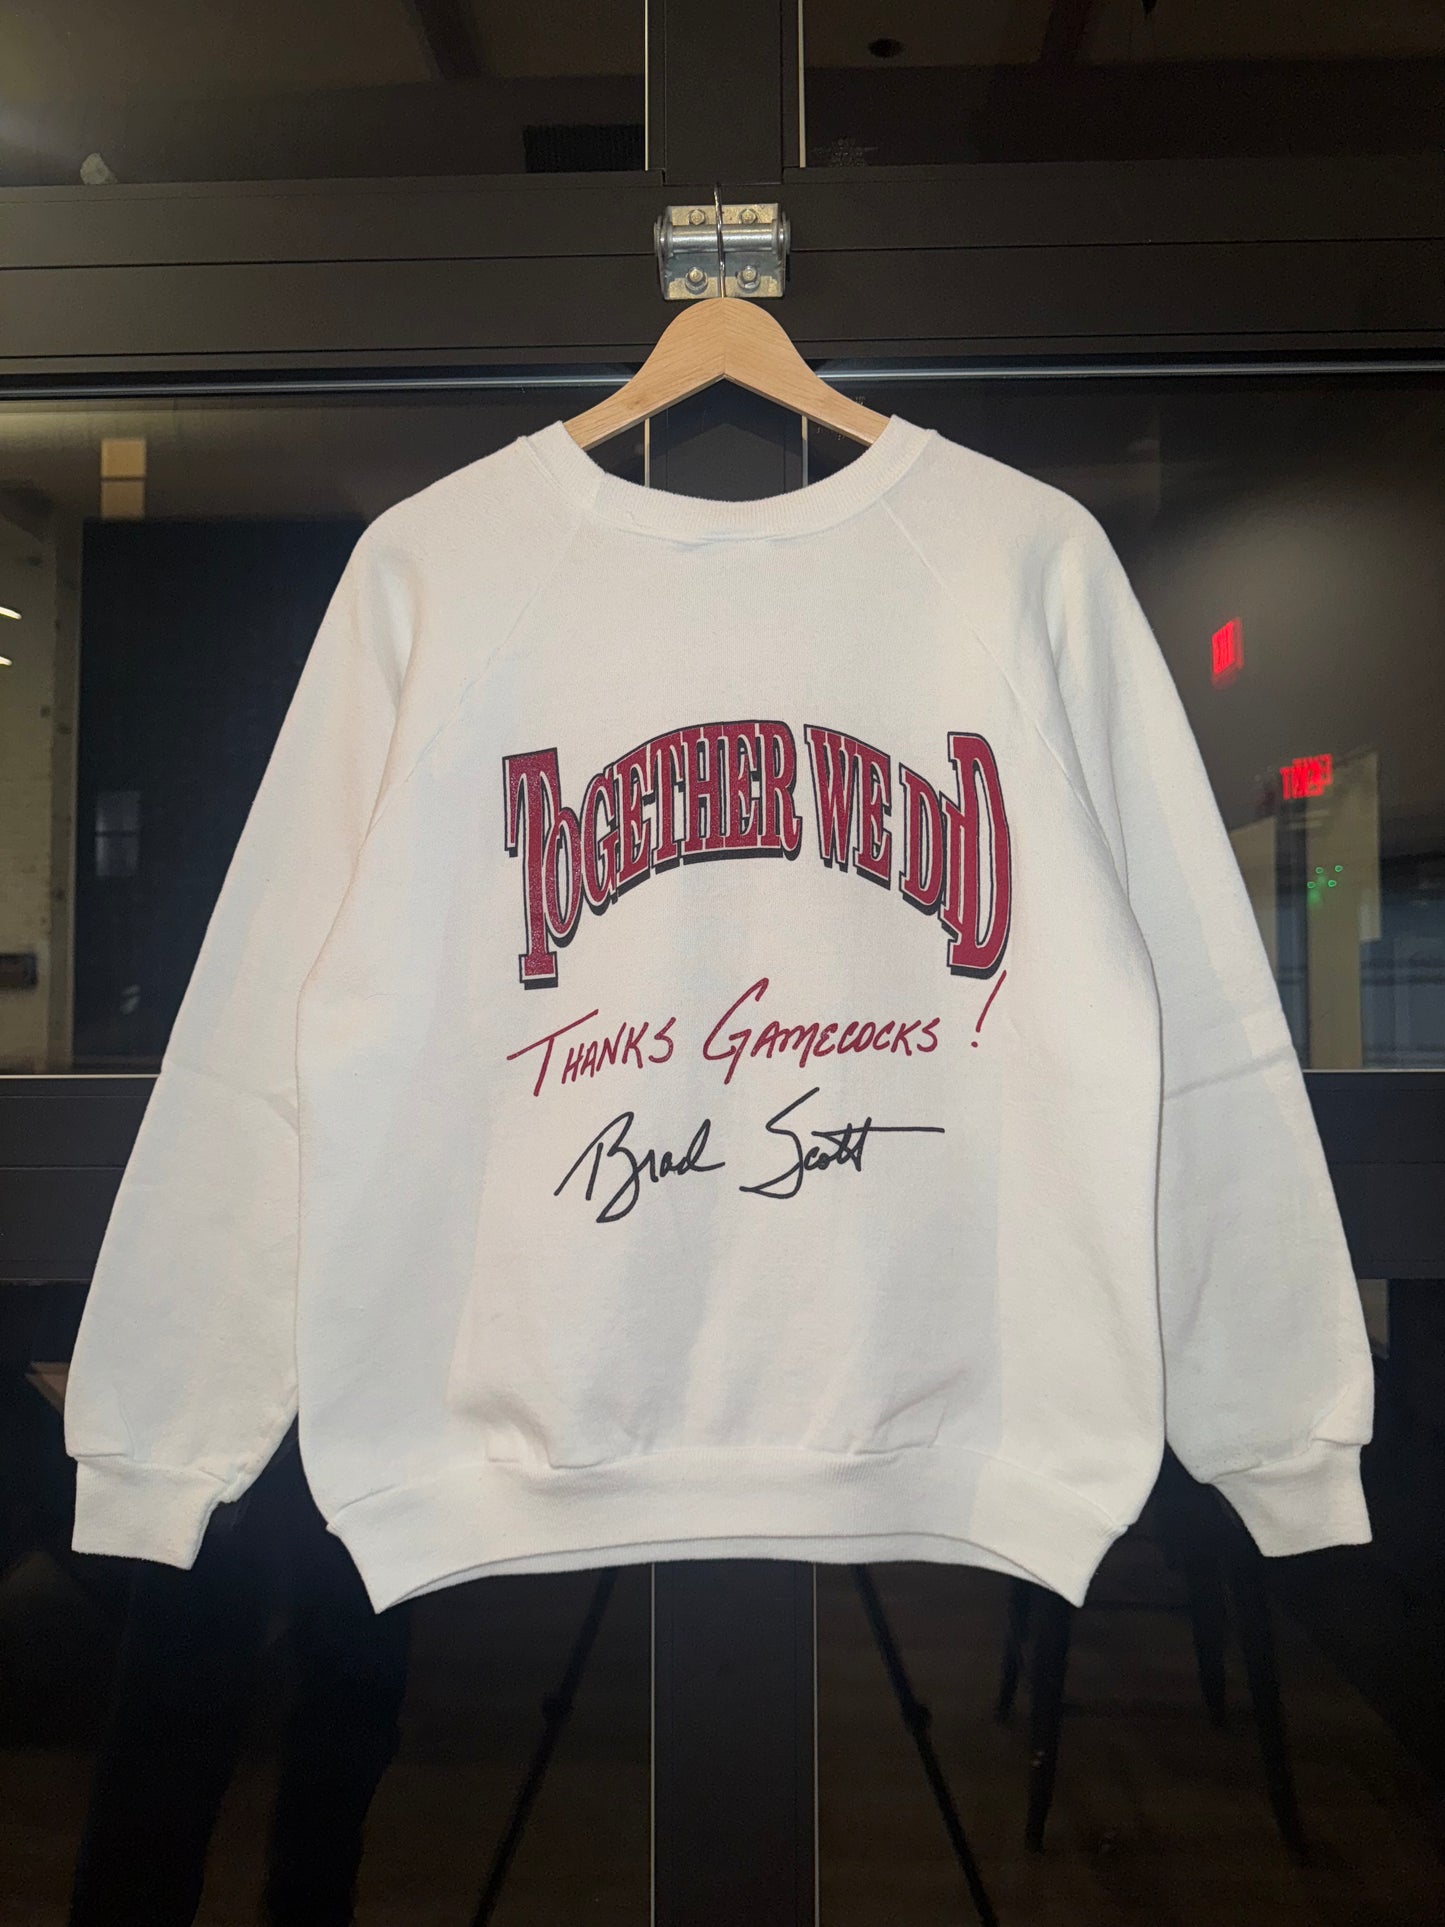 TOGETHER WE DID
THANKS GAMECOCKS!
Brad Scott